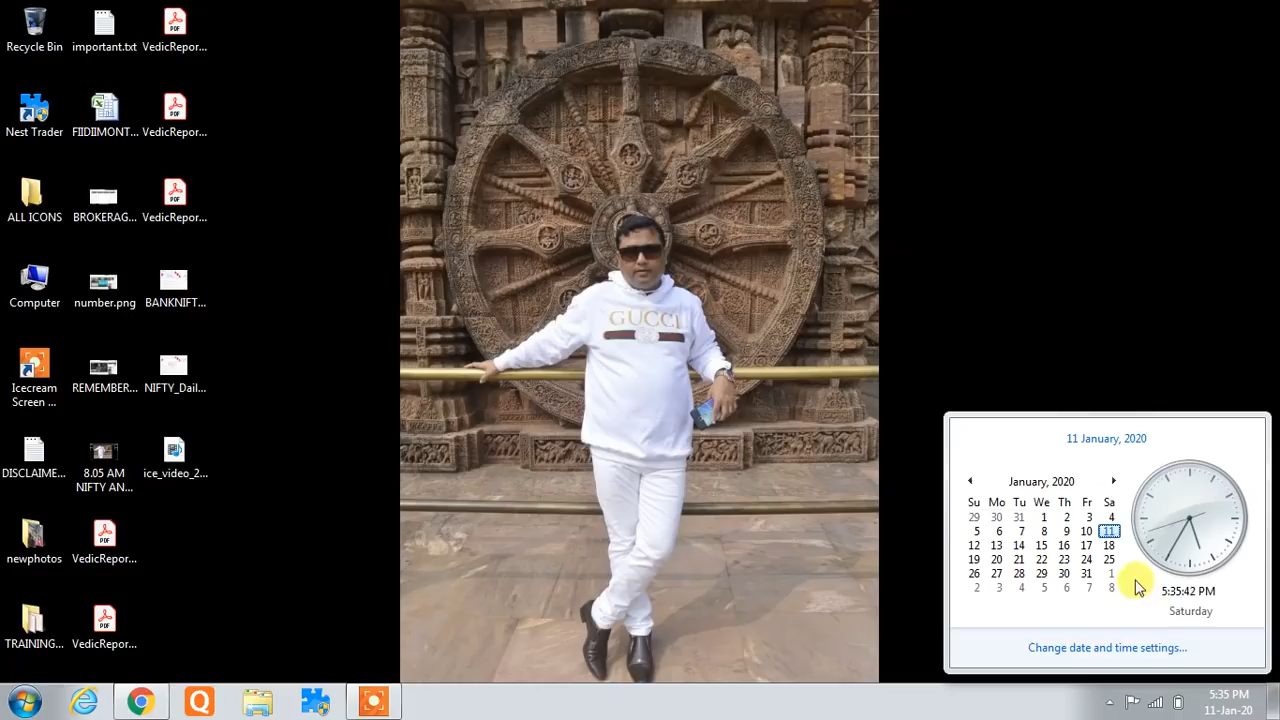 Recycle Bin
important.txt
VedicRepor...
Nest Trader
FIIDIIMONT...
VedicRepor...
ALL ICONS
BROKERAG...
VedicRepor...
Computer
number.png
BANKNIFT...
Icecream
Screen ...
REMEMBER...
NIFTY_Dail...
DISCLAIME...
8.05 AM
NIFTY AN...
ice_video_2...
newphotos
VedicRepor...
TRAINING...
VedicRepor...
GUCCI
11 January, 2020
January, 2020
Su Mo Tu We Th Fr Sa
29 30 31 1 2 3 4
5 6 7 8 9 10 11
12 13 14 15 16 17 18
19 20 21 22 23 24 25
26 27 28 29 30 31 1
2 3 4 5 6 7 8
5:35:42 PM
Saturday
Change date and time settings...
5:35 PM
11-Jan-20